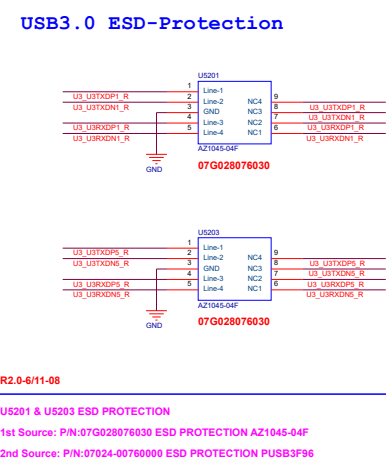 USB3.0 ESD-Protection
U5201
1
Line-1
U3_U3TXDP1_R
2
Line-2
NC4
9
U3_U3TXDN1_R
3
GND
NC3
8
U3_U3TXDP1_R
4
Line-3
NC2
7
U3_U3TXDN1_R
U3_U3RXDP1_R
5
Line-4
NC1
6
U3_U3RXDP1_R
U3_U3RXDN1_R
U3_U3RXDN1_R
AZ1045-04F
GND
07G028076030
U5203
1
Line-1
U3_U3TXDP5_R
2
Line-2
NC4
9
U3_U3TXDN5_R
3
GND
NC3
8
U3_U3TXDP5_R
4
Line-3
NC2
7
U3_U3TXDN5_R
U3_U3RXDP5_R
5
Line-4
NC1
6
U3_U3RXDP5_R
U3_U3RXDN5_R
U3_U3RXDN5_R
AZ1045-04F
GND
07G028076030
R2.0-6/11-08
U5201 & U5203 ESD PROTECTION
1st Source: P/N:07G028076030 ESD PROTECTION AZ1045-04F
2nd Source: P/N:07024-00760000 ESD PROTECTION PUSB3F96